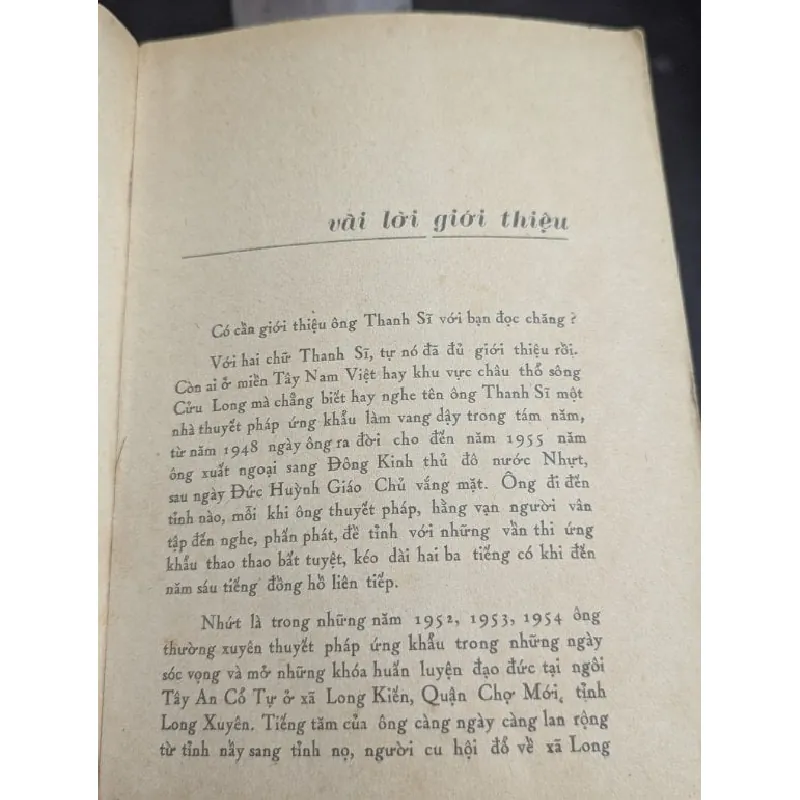 vài lời giới thiệu
Có cần giới thiệu ông Thanh Sĩ với bạn đọc chăng ?
Với hai chữ Thanh Sĩ, tự nó đã đủ giới thiệu rồi.
Còn ai ở miền Tây Nam Việt hay khu vực châu thổ sông
Cửu Long mà chẳng biết hay nghe tên ông Thanh Sĩ một
nhà thuyết pháp ứng khẩu làm vang dậy trong tám năm,
từ năm 1948 ngày ông ra đời cho đến năm 1955 năm
ông xuất ngoại sang Đông Kinh thủ đô nước Nhựt,
sau ngày Đức Huỳnh Giáo Chủ vắng mặt. Ông đi đến
tỉnh nào, mỗi khi ông thuyết pháp, hằng vạn người vân
tập đến nghe, phấn phát, đề tỉnh với những vần thi ứng
khẩu thao thao bất tuyệt, kéo dài hai ba tiếng có khi đến
năm sáu tiếng đồng hồ liên tiếp.
Nhứt là trong những năm 1952, 1953, 1954 ông
thường xuyên thuyết pháp ứng khẩu trong những ngày
sóc vọng và mở những khóa huấn luyện đạo đức tại ngôi
Tây An Cổ Tự ở xã Long Kiến, Quận Chợ Mới, tỉnh
Long Xuyên. Tiếng tăm của ông càng ngày càng lan rộng
từ tỉnh nầy sang tỉnh nọ, người cu hội đổ về xã Long